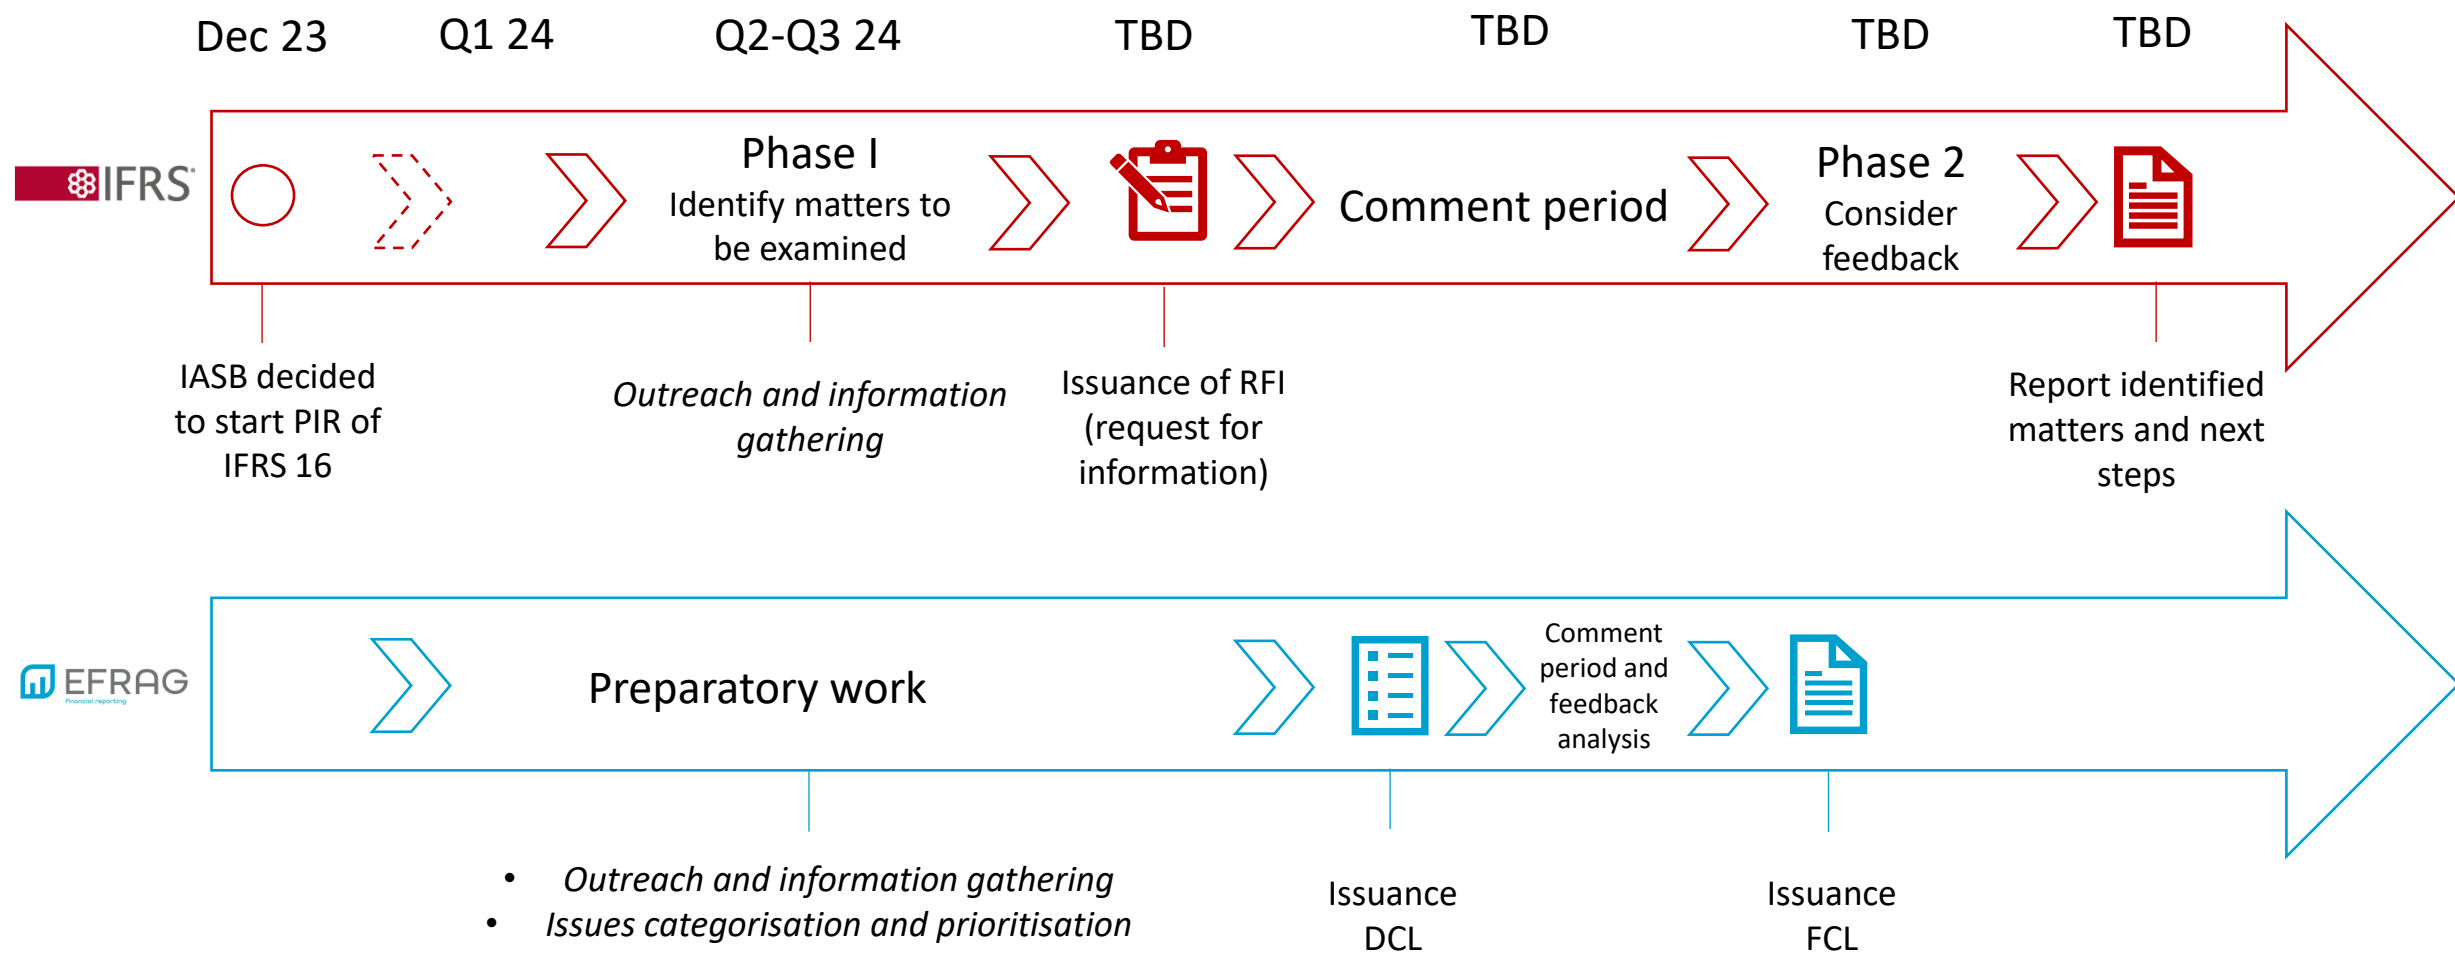 Dec 23
Q1 24
Q2-Q3 24
TBD
TBD
TBD
TBD
IFRS
Phase I
Identify matters to
be examined
Comment period
Phase 2
Consider
feedback
IASB decided
to start PIR of
IFRS 16
Outreach and information
gathering
Issuance of RFI
(request for
information)
Report identified
matters and next
steps
EFRAG
Financial reporting
Preparatory work
Comment
period and
feedback
analysis
• Outreach and information gathering
• Issues categorisation and prioritisation
Issuance
DCL
Issuance
FCL